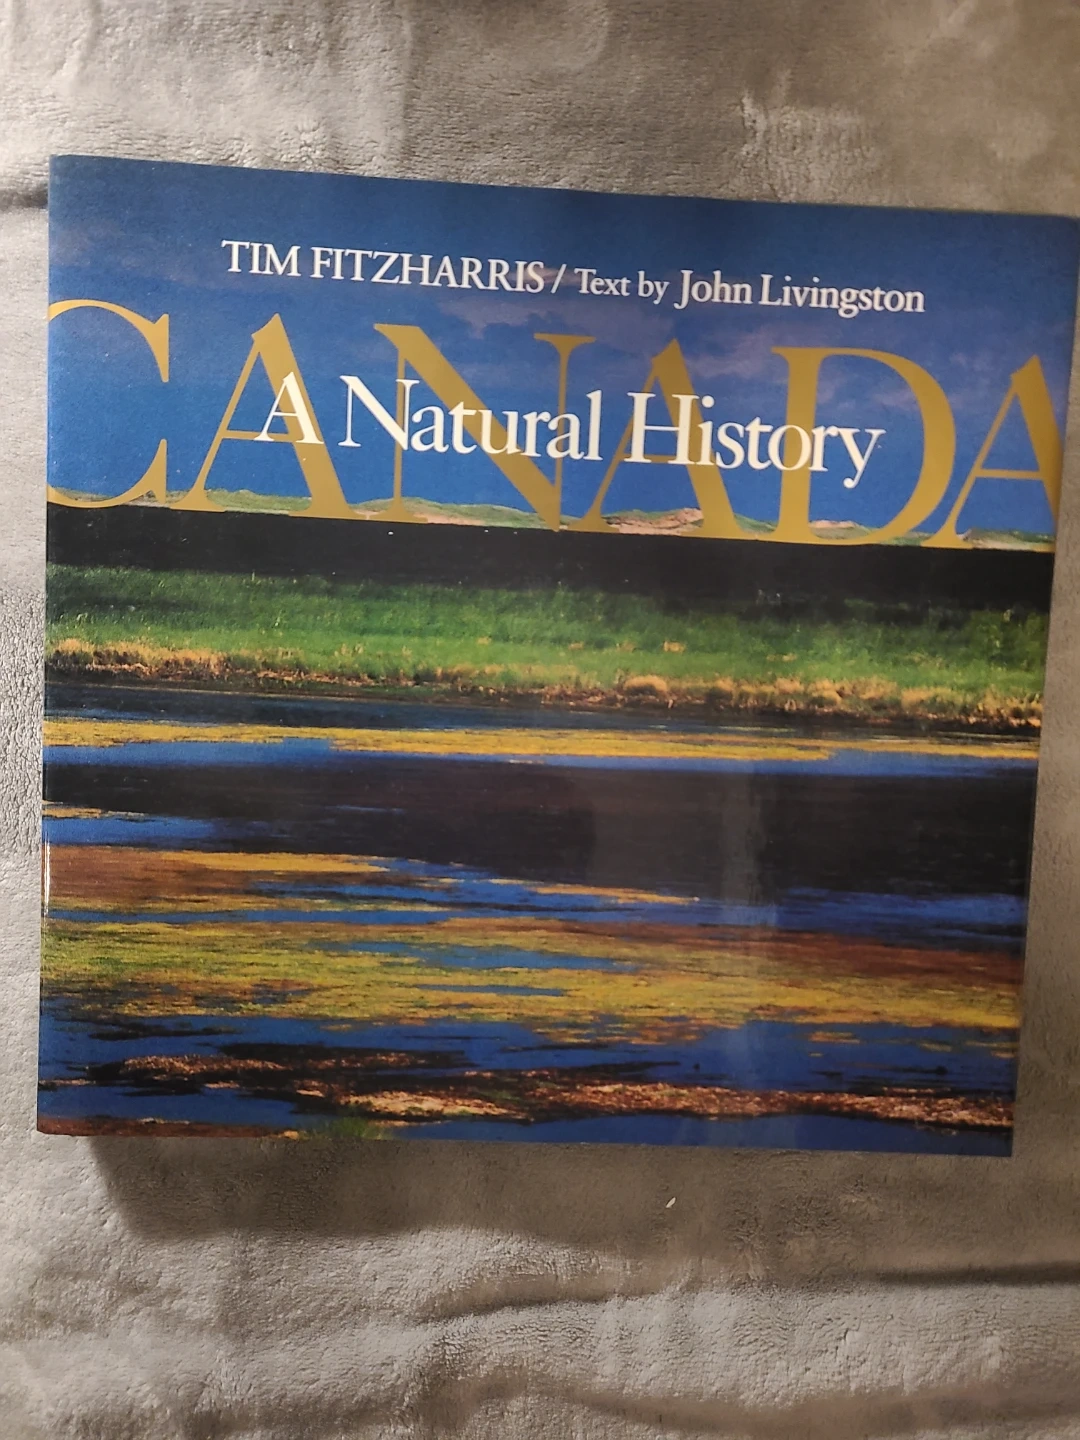 TIM FITZHARRIS / Text by John Livingston
CANADA
A Natural History